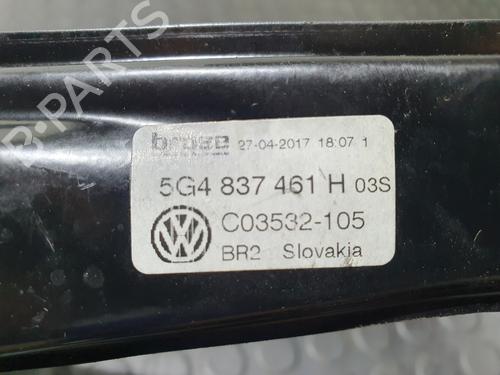 B-PARTS
brose 27-04-2017 18:07 1
5G4 837 461 H 03S
C03532-105
BR2 Slovakia